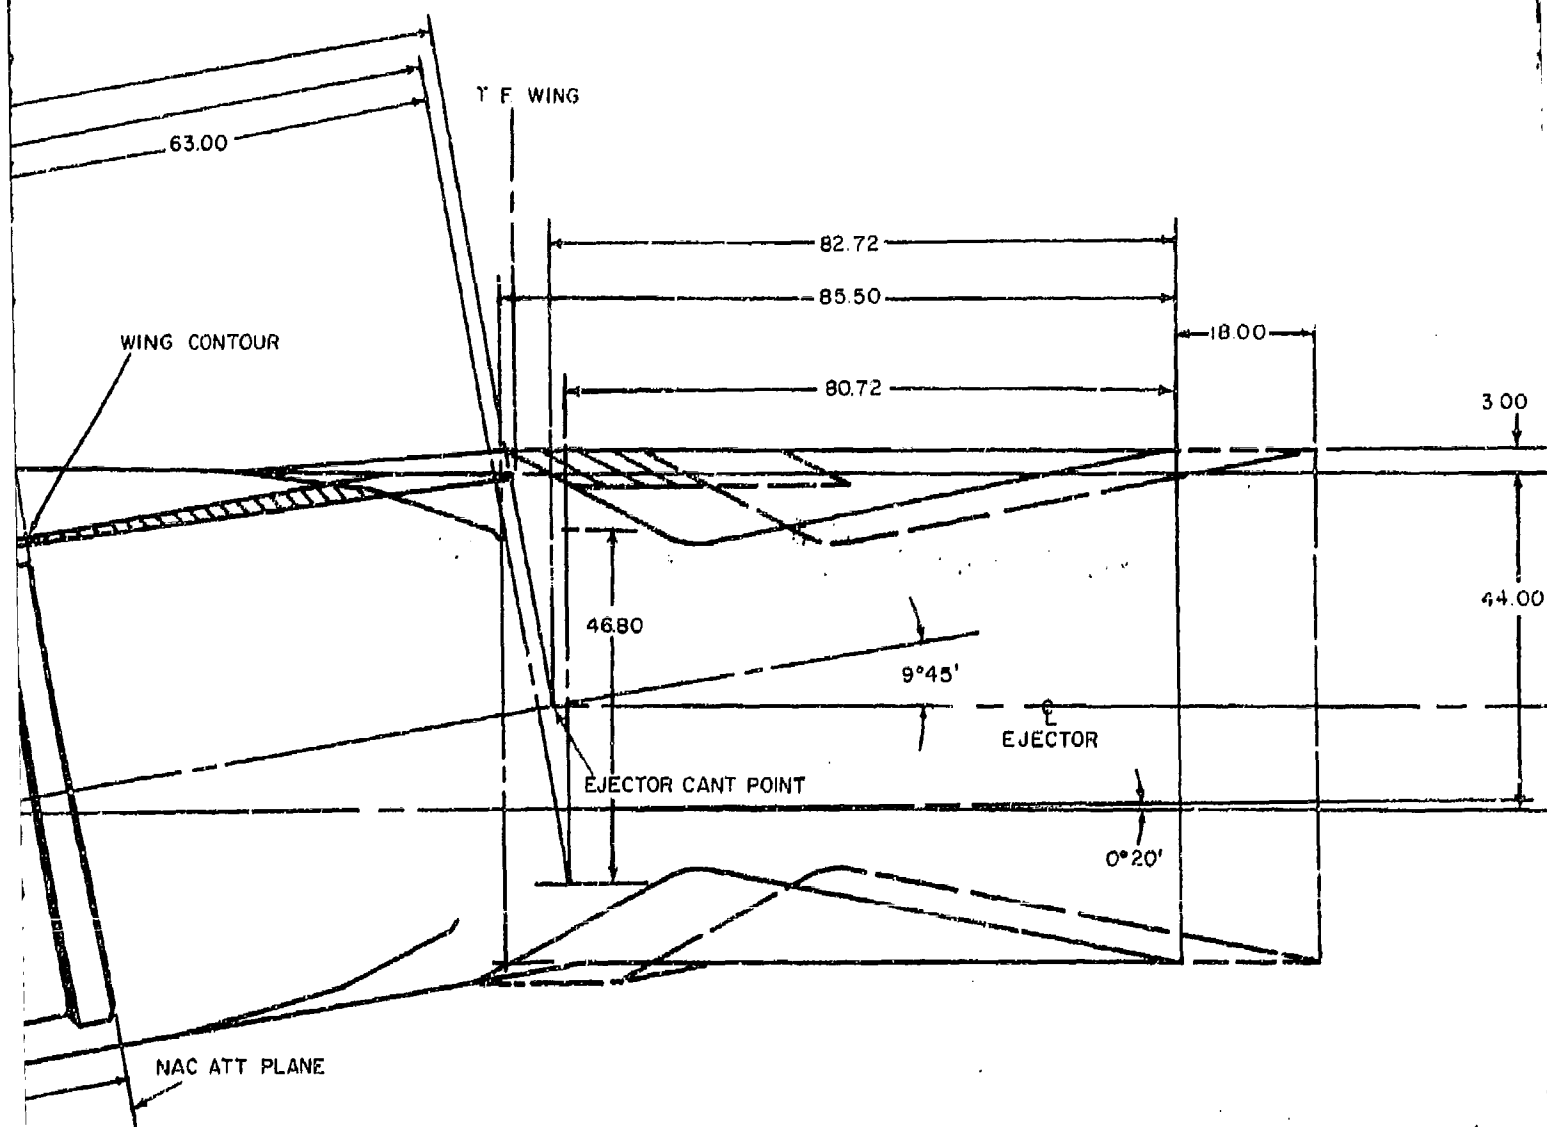 T E WING
63.00
82.72
85.50
WING CONTOUR
18.00
80.72
3.00
44.00
46.80
9°45'
℄
EJECTOR
EJECTOR CANT POINT
0°20'
NAC ATT PLANE